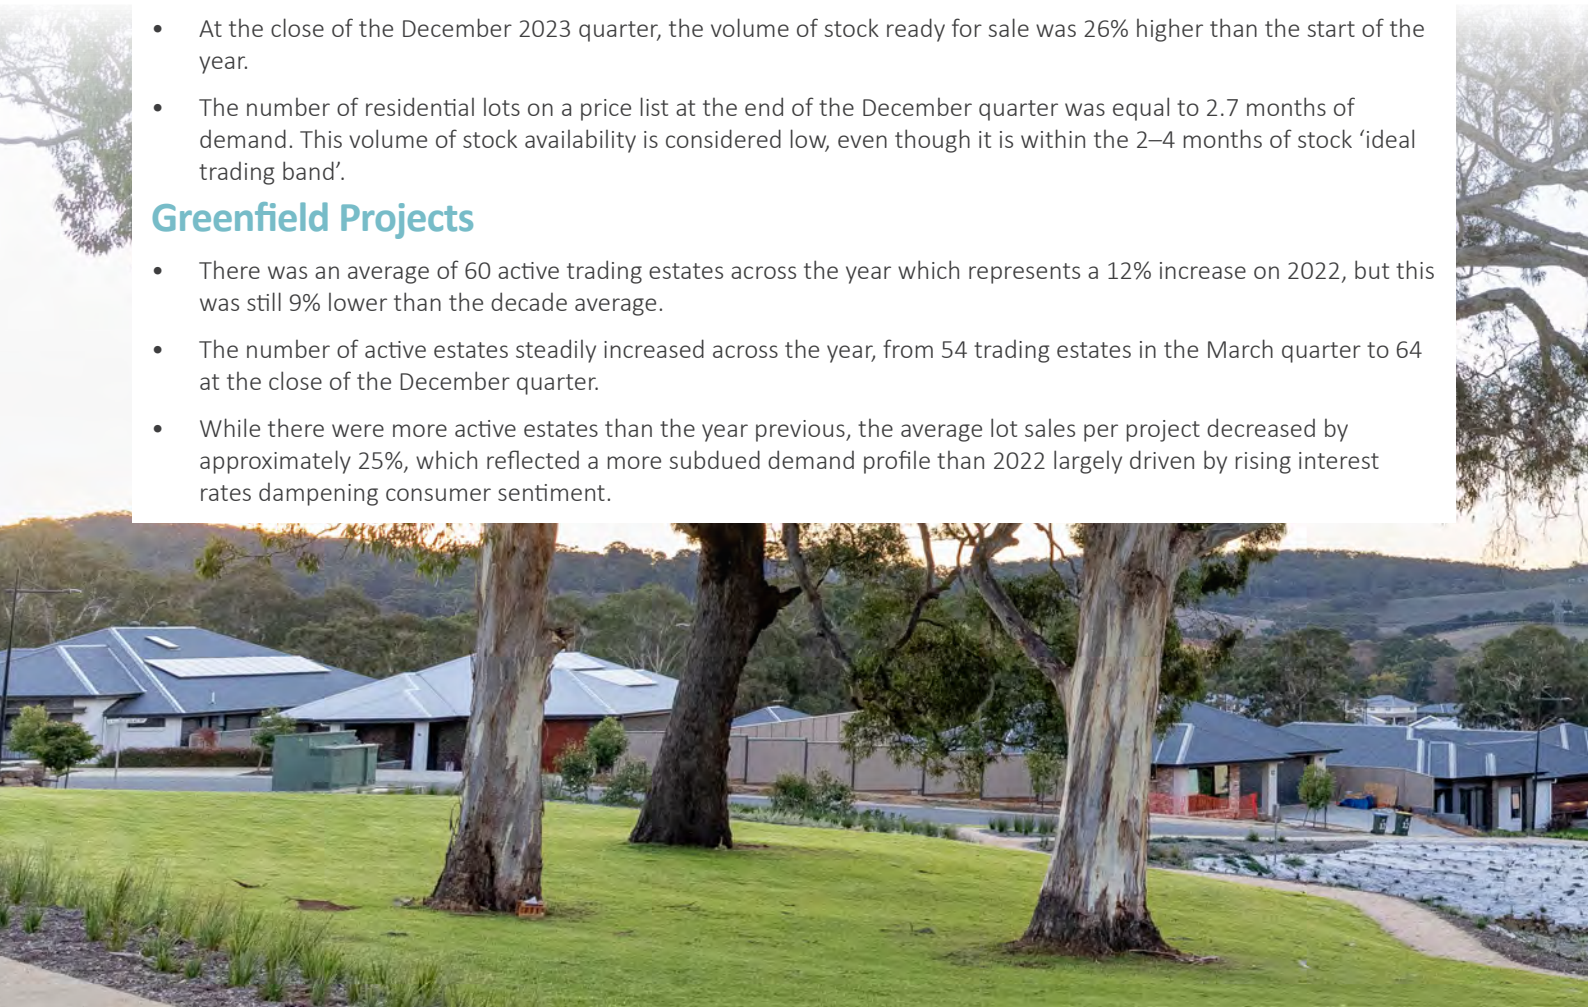 • At the close of the December 2023 quarter, the volume of stock ready for sale was 26% higher than the start of the
year.
• The number of residential lots on a price list at the end of the December quarter was equal to 2.7 months of
demand. This volume of stock availability is considered low, even though it is within the 2–4 months of stock ‘ideal
trading band’.
Greenfield Projects
• There was an average of 60 active trading estates across the year which represents a 12% increase on 2022, but this
was still 9% lower than the decade average.
• The number of active estates steadily increased across the year, from 54 trading estates in the March quarter to 64
at the close of the December quarter.
• While there were more active estates than the year previous, the average lot sales per project decreased by
approximately 25%, which reflected a more subdued demand profile than 2022 largely driven by rising interest
rates dampening consumer sentiment.